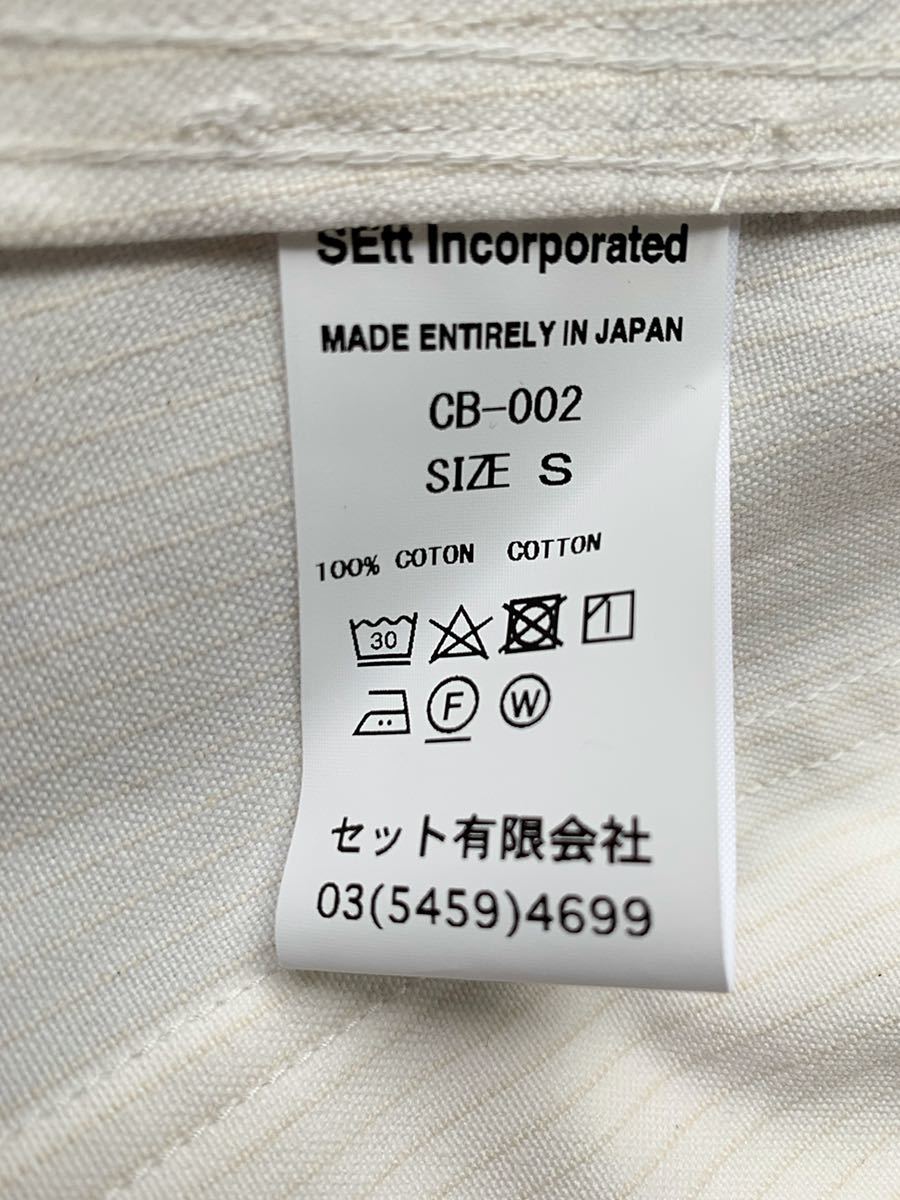 SEtt Incorporated
MADE ENTIRELY IN JAPAN
CB-002
SIZE S
100% COTON COTTON
30
F W
セット有限会社
03(5459)4699